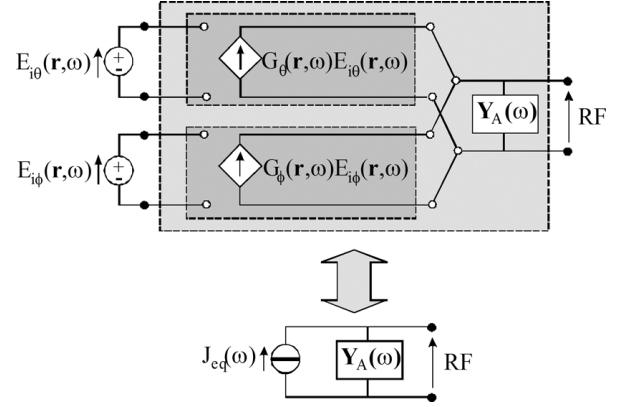 E_iθ(r,ω)
+
-
G_θ(r,ω)E_iθ(r,ω)
Y_A(ω)
RF
E_iϕ(r,ω)
+
-
G_ϕ(r,ω)E_iϕ(r,ω)
J_eq(ω)
Y_A(ω)
RF